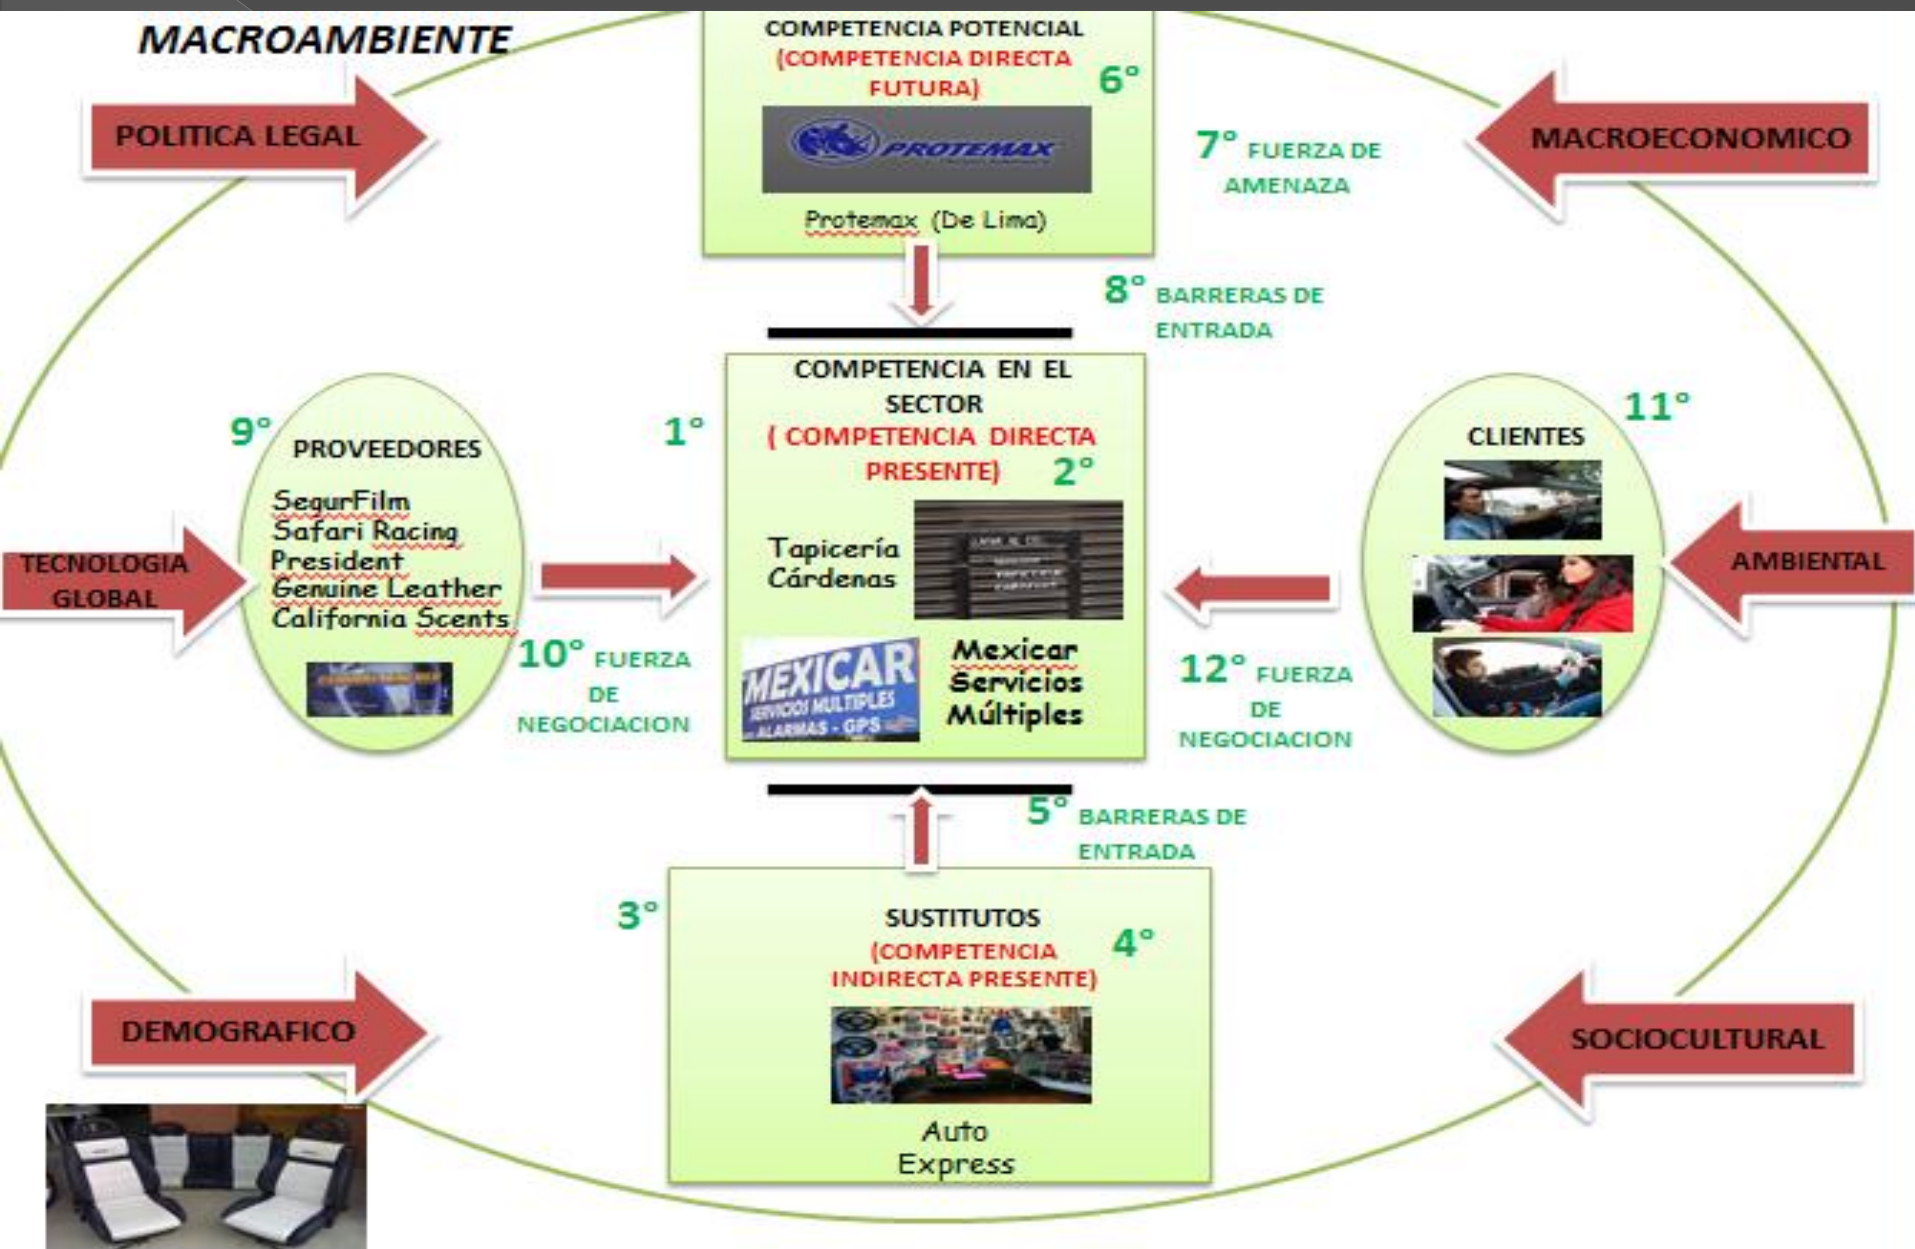 MACROAMBIENTE
COMPETENCIA POTENCIAL
(COMPETENCIA DIRECTA
FUTURA)
6°
PROTEMAX
Protemax (De Lima)
POLITICA LEGAL
MACROECONOMICO
7° FUERZA DE
AMENAZA
8° BARRERAS DE
ENTRADA
9°
PROVEEDORES
SegurFilm
Safari Racing
President
Genuine Leather
California Scents
TECNOLOGIA
GLOBAL
10° FUERZA
DE
NEGOCIACION
1°
COMPETENCIA EN EL
SECTOR
( COMPETENCIA DIRECTA
PRESENTE)
2°
Tapicería
Cárdenas
MEXICAR
SERVICIOS MULTIPLES
ALARMAS - GPS
Mexicar
Servicios
Múltiples
11°
CLIENTES
AMBIENTAL
12° FUERZA
DE
NEGOCIACION
5° BARRERAS DE
ENTRADA
3°
SUSTITUTOS
(COMPETENCIA
INDIRECTA PRESENTE)
4°
Auto
Express
DEMOGRAFICO
SOCIOCULTURAL